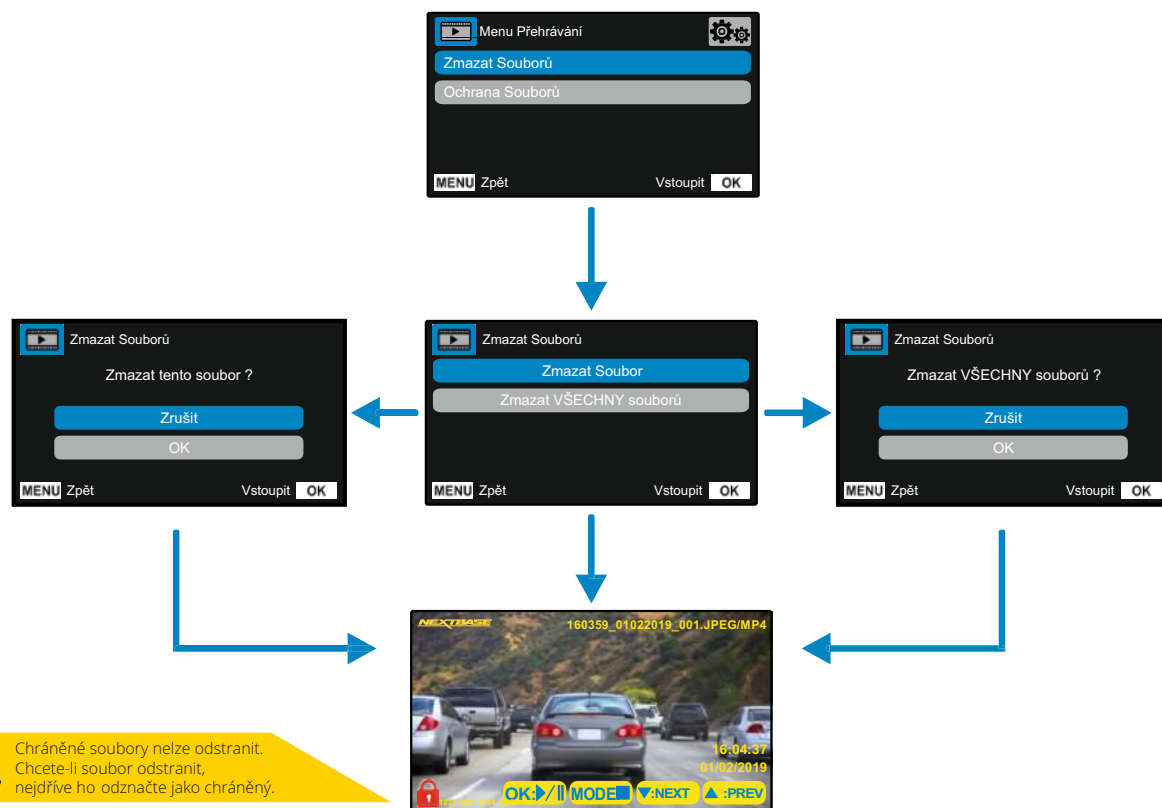 Menu Přehrávání
Zmazat Souborů
Ochrana Souborů
MENU Zpět Vstoupit OK
Zmazat Souborů
Zmazat tento soubor ?
Zrušit
OK
MENU Zpět Vstoupit OK
Zmazat Souborů
Zmazat Soubor
Zmazat VŠECHNY souborů
MENU Zpět Vstoupit OK
Zmazat Souborů
Zmazat VŠECHNY souborů ?
Zrušit
OK
MENU Zpět Vstoupit OK
NEXTBASE 160359_01022019_001.JPEG/MP4
16:04:37
01/02/2019
OK: MODE :NEXT :PREV
Chráněné soubory nelze odstranit.
Chcete-li soubor odstranit,
nejdříve ho odznačte jako chráněný.